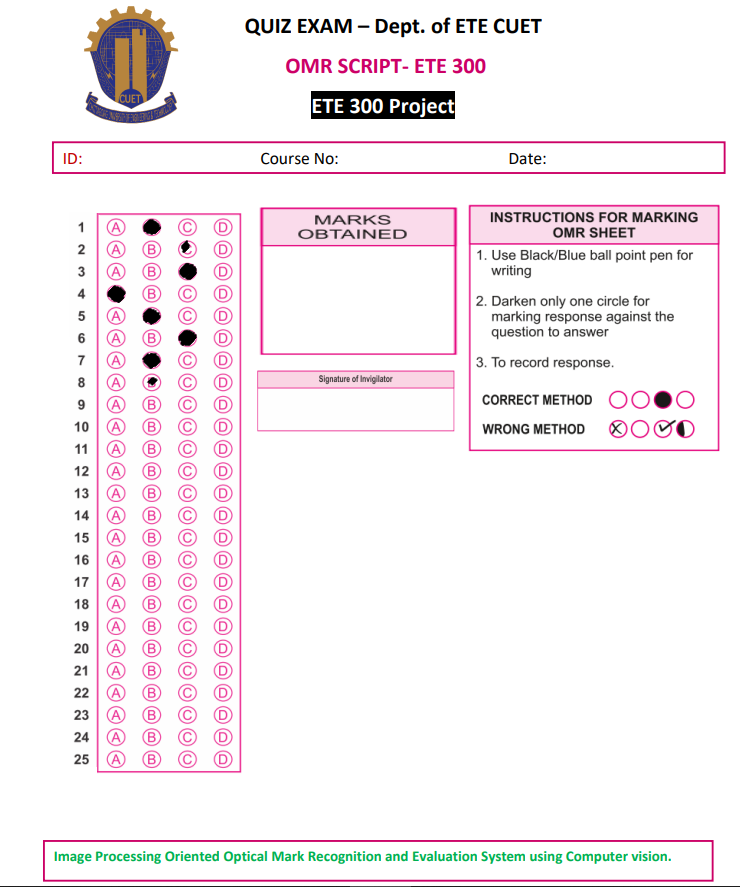 CUET
QUIZ EXAM – Dept. of ETE CUET
OMR SCRIPT- ETE 300
ETE 300 Project
ID: Course No: Date:
1 A C D
2 A B C D
3 A B D
4 B C D
5 A C D
6 A B D
7 A C D
8 A B C D
9 A B C D
10 A B C D
11 A B C D
12 A B C D
13 A B C D
14 A B C D
15 A B C D
16 A B C D
17 A B C D
18 A B C D
19 A B C D
20 A B C D
21 A B C D
22 A B C D
23 A B C D
24 A B C D
25 A B C D
MARKS
OBTAINED
Signature of Invigilator
INSTRUCTIONS FOR MARKING
OMR SHEET
1. Use Black/Blue ball point pen for
writing
2. Darken only one circle for
marking response against the
question to answer
3. To record response.
CORRECT METHOD
WRONG METHOD
Image Processing Oriented Optical Mark Recognition and Evaluation System using Computer vision.